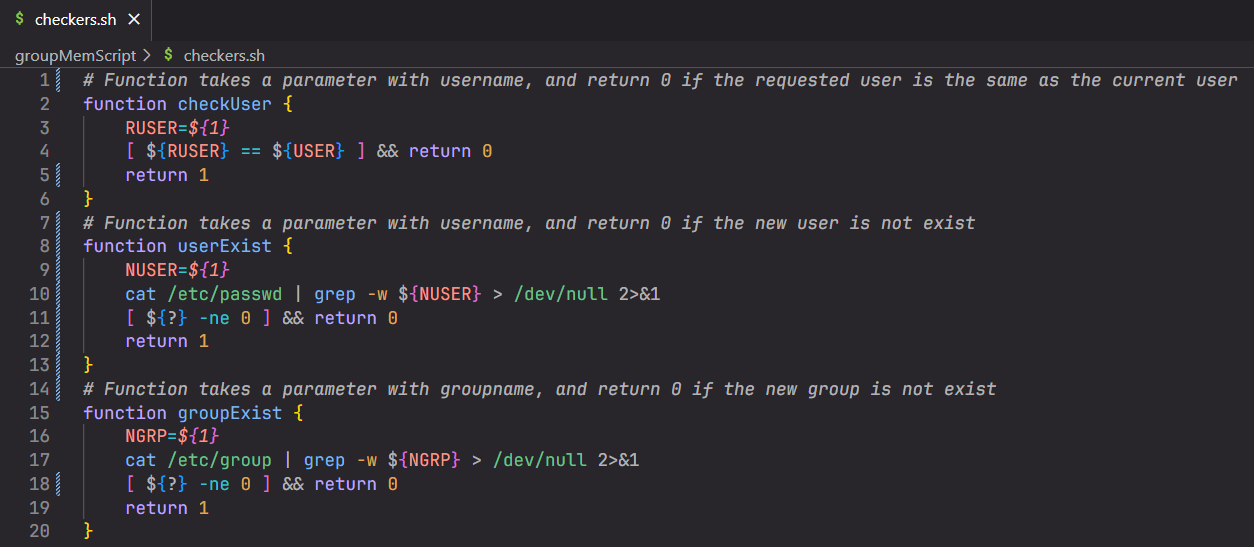 $ checkers.sh ×
groupMemScript > $ checkers.sh
1 # Function takes a parameter with username, and return 0 if the requested user is the same as the current user
2 function checkUser {
3     RUSER=${1}
4     [ ${RUSER} == ${USER} ] && return 0
5     return 1
6 }
7 # Function takes a parameter with username, and return 0 if the new user is not exist
8 function userExist {
9     NUSER=${1}
10     cat /etc/passwd | grep -w ${NUSER} > /dev/null 2>&1
11     [ ${?} -ne 0 ] && return 0
12     return 1
13 }
14 # Function takes a parameter with groupname, and return 0 if the new group is not exist
15 function groupExist {
16     NGRP=${1}
17     cat /etc/group | grep -w ${NGRP} > /dev/null 2>&1
18     [ ${?} -ne 0 ] && return 0
19     return 1
20 }